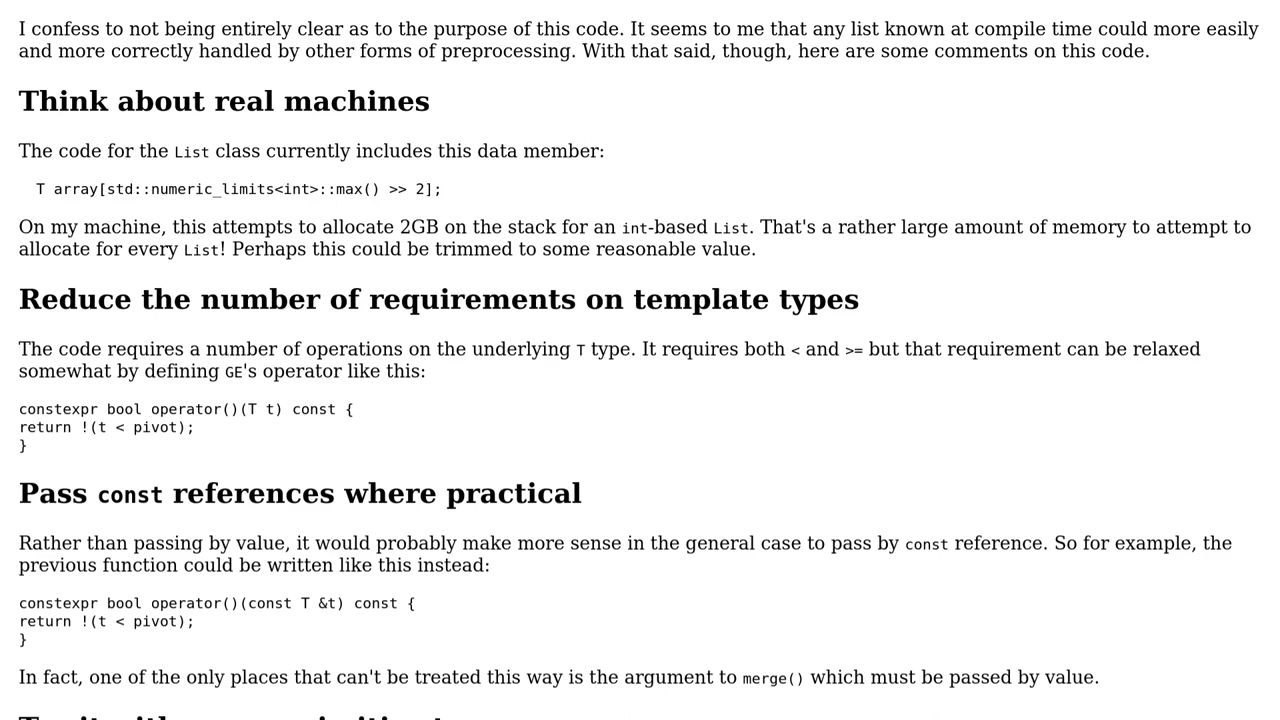 I confess to not being entirely clear as to the purpose of this code. It seems to me that any list known at compile time could more easily
and more correctly handled by other forms of preprocessing. With that said, though, here are some comments on this code.
Think about real machines
The code for the List class currently includes this data member:
T array[std::numeric_limits<int>::max() >> 2];
On my machine, this attempts to allocate 2GB on the stack for an int-based List. That's a rather large amount of memory to attempt to
allocate for every List! Perhaps this could be trimmed to some reasonable value.
Reduce the number of requirements on template types
The code requires a number of operations on the underlying T type. It requires both < and >= but that requirement can be relaxed
somewhat by defining GE's operator like this:
constexpr bool operator()(T t) const {
return !(t < pivot);
}
Pass const references where practical
Rather than passing by value, it would probably make more sense in the general case to pass by const reference. So for example, the
previous function could be written like this instead:
constexpr bool operator()(const T &t) const {
return !(t < pivot);
}
In fact, one of the only places that can't be treated this way is the argument to merge() which must be passed by value.